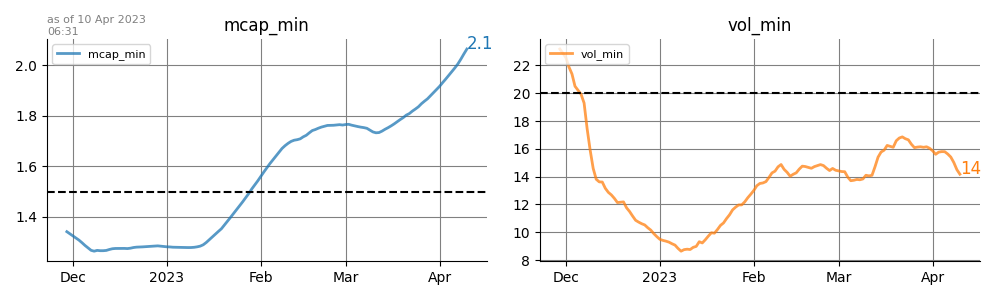 as of 10 Apr 2023
06:31
mcap_min
mcap_min
2.1
2.0
1.8
1.6
1.4
Dec
2023
Feb
Mar
Apr
vol_min
vol_min
22
20
18
16
14
12
10
8
14
Dec
2023
Feb
Mar
Apr